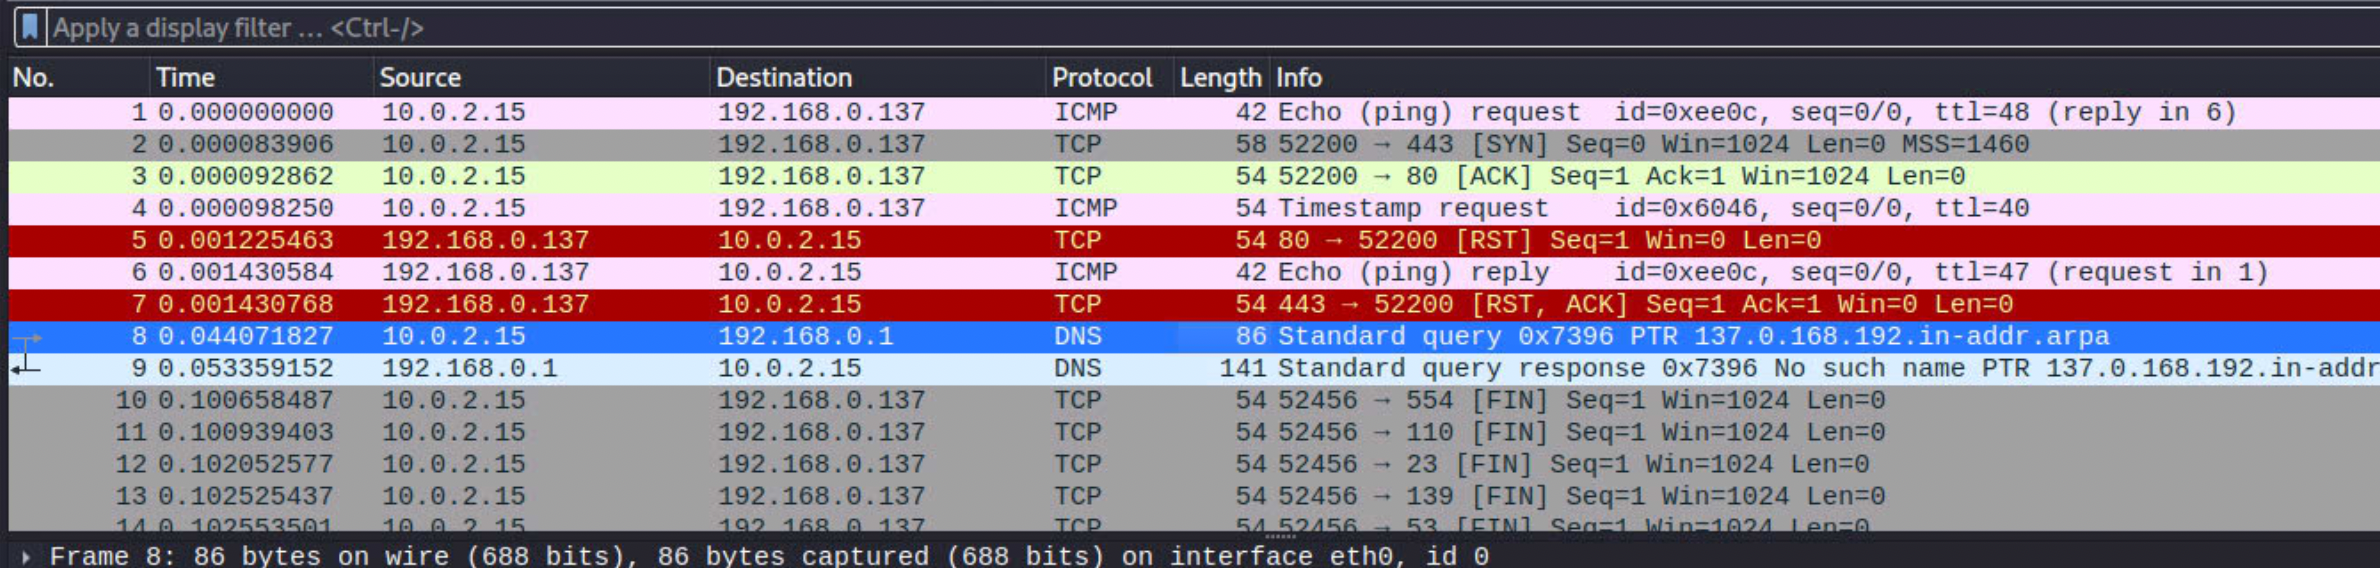 Apply a display filter ... <Ctrl-/>
No. Time Source Destination Protocol Length Info
1 0.000000000 10.0.2.15 192.168.0.137 ICMP 42 Echo (ping) request id=0xee0c, seq=0/0, ttl=48 (reply in 6)
2 0.000083906 10.0.2.15 192.168.0.137 TCP 58 52200 → 443 [SYN] Seq=0 Win=1024 Len=0 MSS=1460
3 0.000092862 10.0.2.15 192.168.0.137 TCP 54 52200 → 80 [ACK] Seq=1 Ack=1 Win=1024 Len=0
4 0.000098250 10.0.2.15 192.168.0.137 ICMP 54 Timestamp request id=0x6046, seq=0/0, ttl=40
5 0.001225463 192.168.0.137 10.0.2.15 TCP 54 80 → 52200 [RST] Seq=1 Win=0 Len=0
6 0.001430584 192.168.0.137 10.0.2.15 ICMP 42 Echo (ping) reply id=0xee0c, seq=0/0, ttl=47 (request in 1)
7 0.001430768 192.168.0.137 10.0.2.15 TCP 54 443 → 52200 [RST, ACK] Seq=1 Ack=1 Win=0 Len=0
8 0.044071827 10.0.2.15 192.168.0.1 DNS 86 Standard query 0x7396 PTR 137.0.168.192.in-addr.arpa
9 0.053359152 192.168.0.1 10.0.2.15 DNS 141 Standard query response 0x7396 No such name PTR 137.0.168.192.in-addr
10 0.100658487 10.0.2.15 192.168.0.137 TCP 54 52456 → 554 [FIN] Seq=1 Win=1024 Len=0
11 0.100939403 10.0.2.15 192.168.0.137 TCP 54 52456 → 110 [FIN] Seq=1 Win=1024 Len=0
12 0.102052577 10.0.2.15 192.168.0.137 TCP 54 52456 → 23 [FIN] Seq=1 Win=1024 Len=0
13 0.102525437 10.0.2.15 192.168.0.137 TCP 54 52456 → 139 [FIN] Seq=1 Win=1024 Len=0
14 0.102553501 10.0.2.15 192.168.0.137 TCP 54 52456 → 53 [FIN] Seq=1 Win=1024 Len=0
Frame 8: 86 bytes on wire (688 bits), 86 bytes captured (688 bits) on interface eth0, id 0